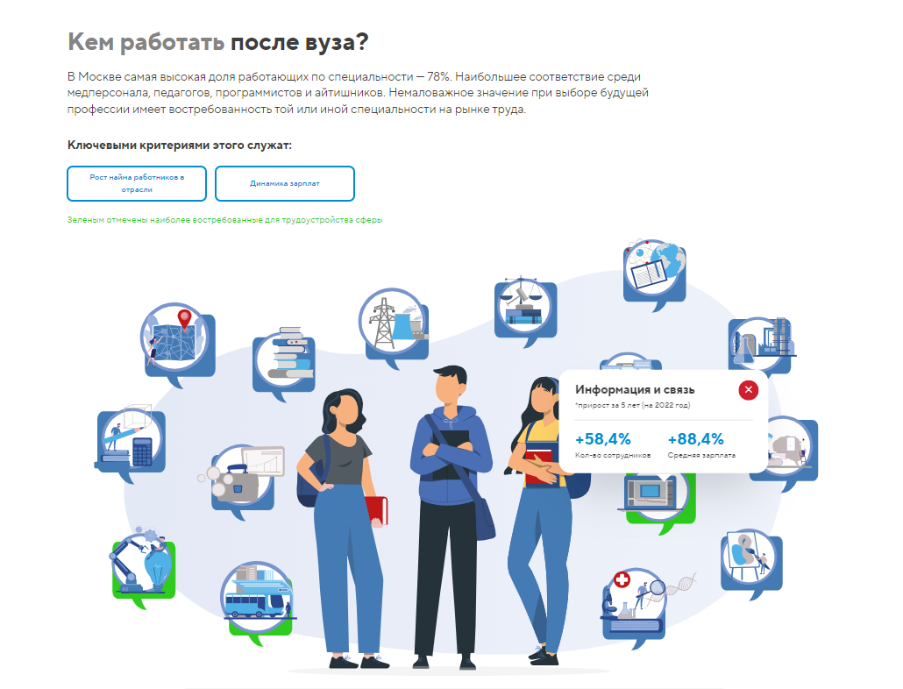 Кем работать после вуза?
В Москве самая высокая доля работающих по специальности — 78%. Наибольшее соответствие среди
медперсонала, педагогов, программистов и айтишников. Немаловажное значение при выборе будущей
профессии имеет востребованность той или иной специальности на рынке труда.
Ключевыми критериями этого служат:
Рост найма работников в
отрасли
Динамика зарплат
Зеленым отмечены наиболее востребованные для трудоустройства сферы
Информация и связь
*прирост за 5 лет (на 2022 год)
+58,4% +88,4%
Кол-во сотрудников Средняя зарплата